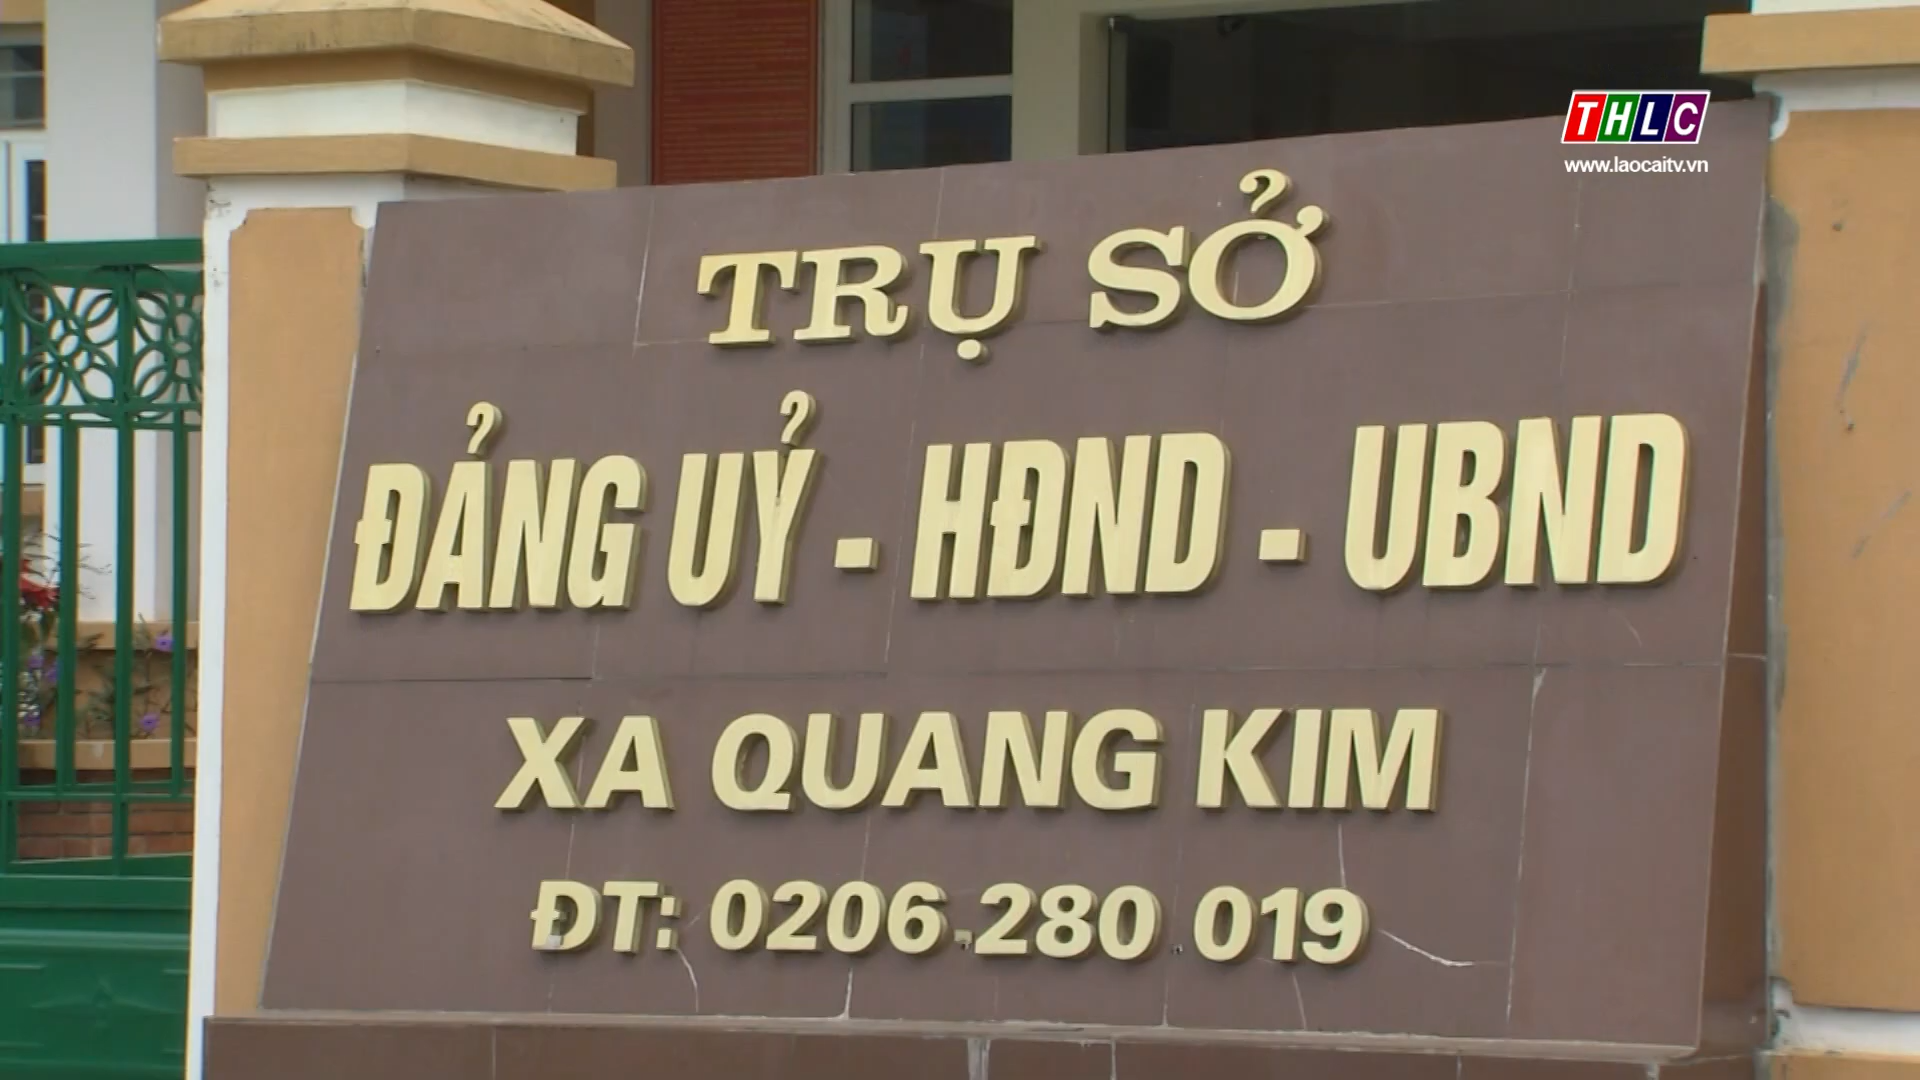 THLC
www.laocaitv.vn
TRỤ SỞ
ĐẢNG UỶ - HĐND - UBND
XA QUANG KIM
ĐT: 0206.280 019